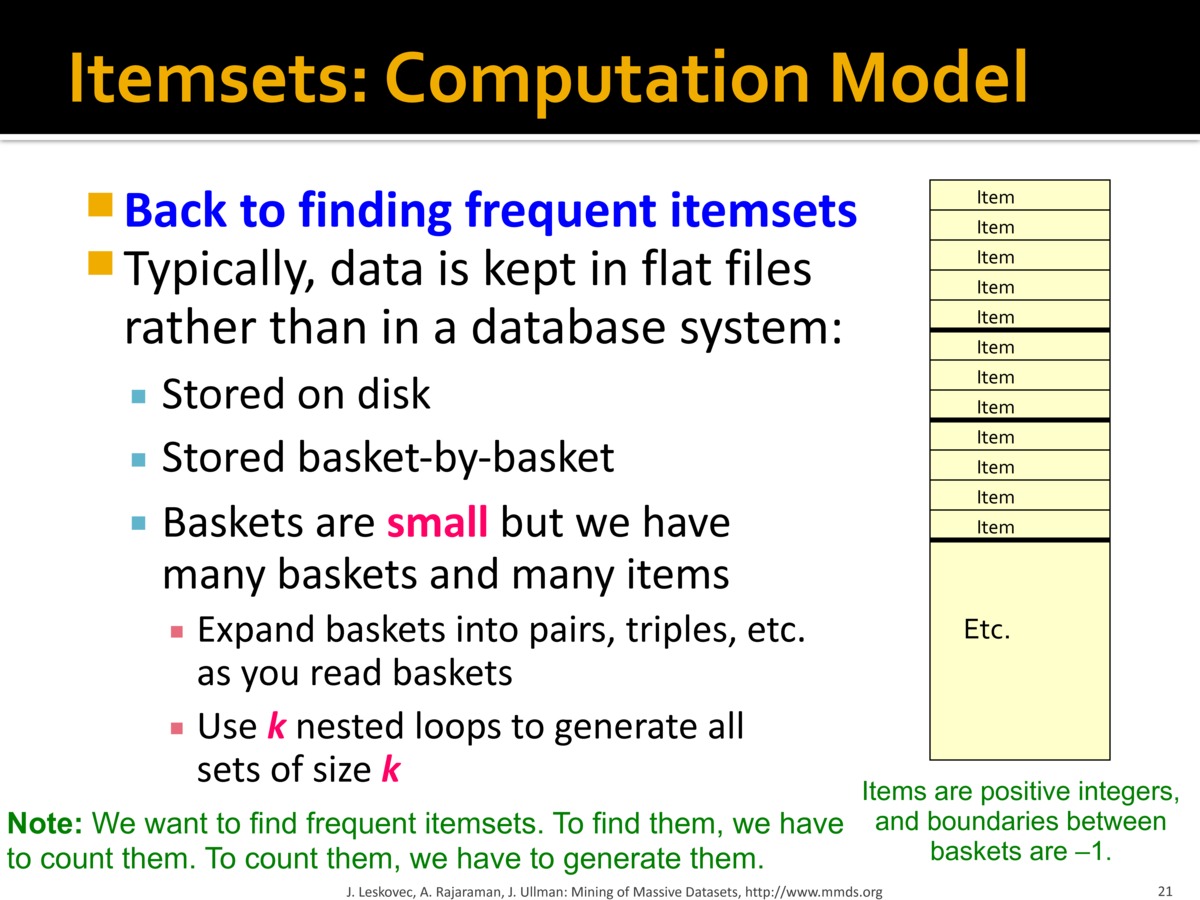 Itemsets: Computation Model
Back to finding frequent itemsets
Typically, data is kept in flat files
rather than in a database system:
Stored on disk
Stored basket-by-basket
Baskets are small but we have
many baskets and many items
Expand baskets into pairs, triples, etc.
as you read baskets
Use k nested loops to generate all
sets of size k
Note: We want to find frequent itemsets. To find them, we have
to count them. To count them, we have to generate them.
Item
Item
Item
Item
Item
Item
Item
Item
Item
Item
Item
Item
Etc.
Items are positive integers,
and boundaries between
baskets are –1.
J. Leskovec, A. Rajaraman, J. Ullman: Mining of Massive Datasets, http://www.mmds.org
21